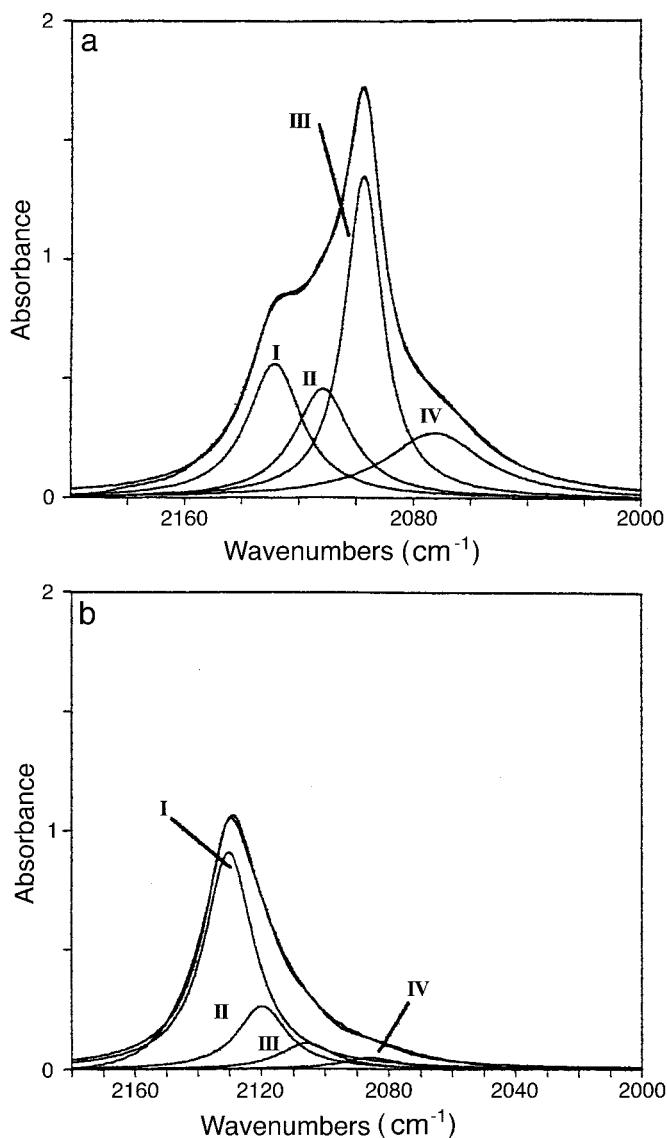 a
2
III
Absorbance
1
I
II
IV
0
2160
2080
2000
Wavenumbers (cm⁻¹)
b
2
I
Absorbance
1
IV
II
III
0
2160
2120
2080
2040
2000
Wavenumbers (cm⁻¹)